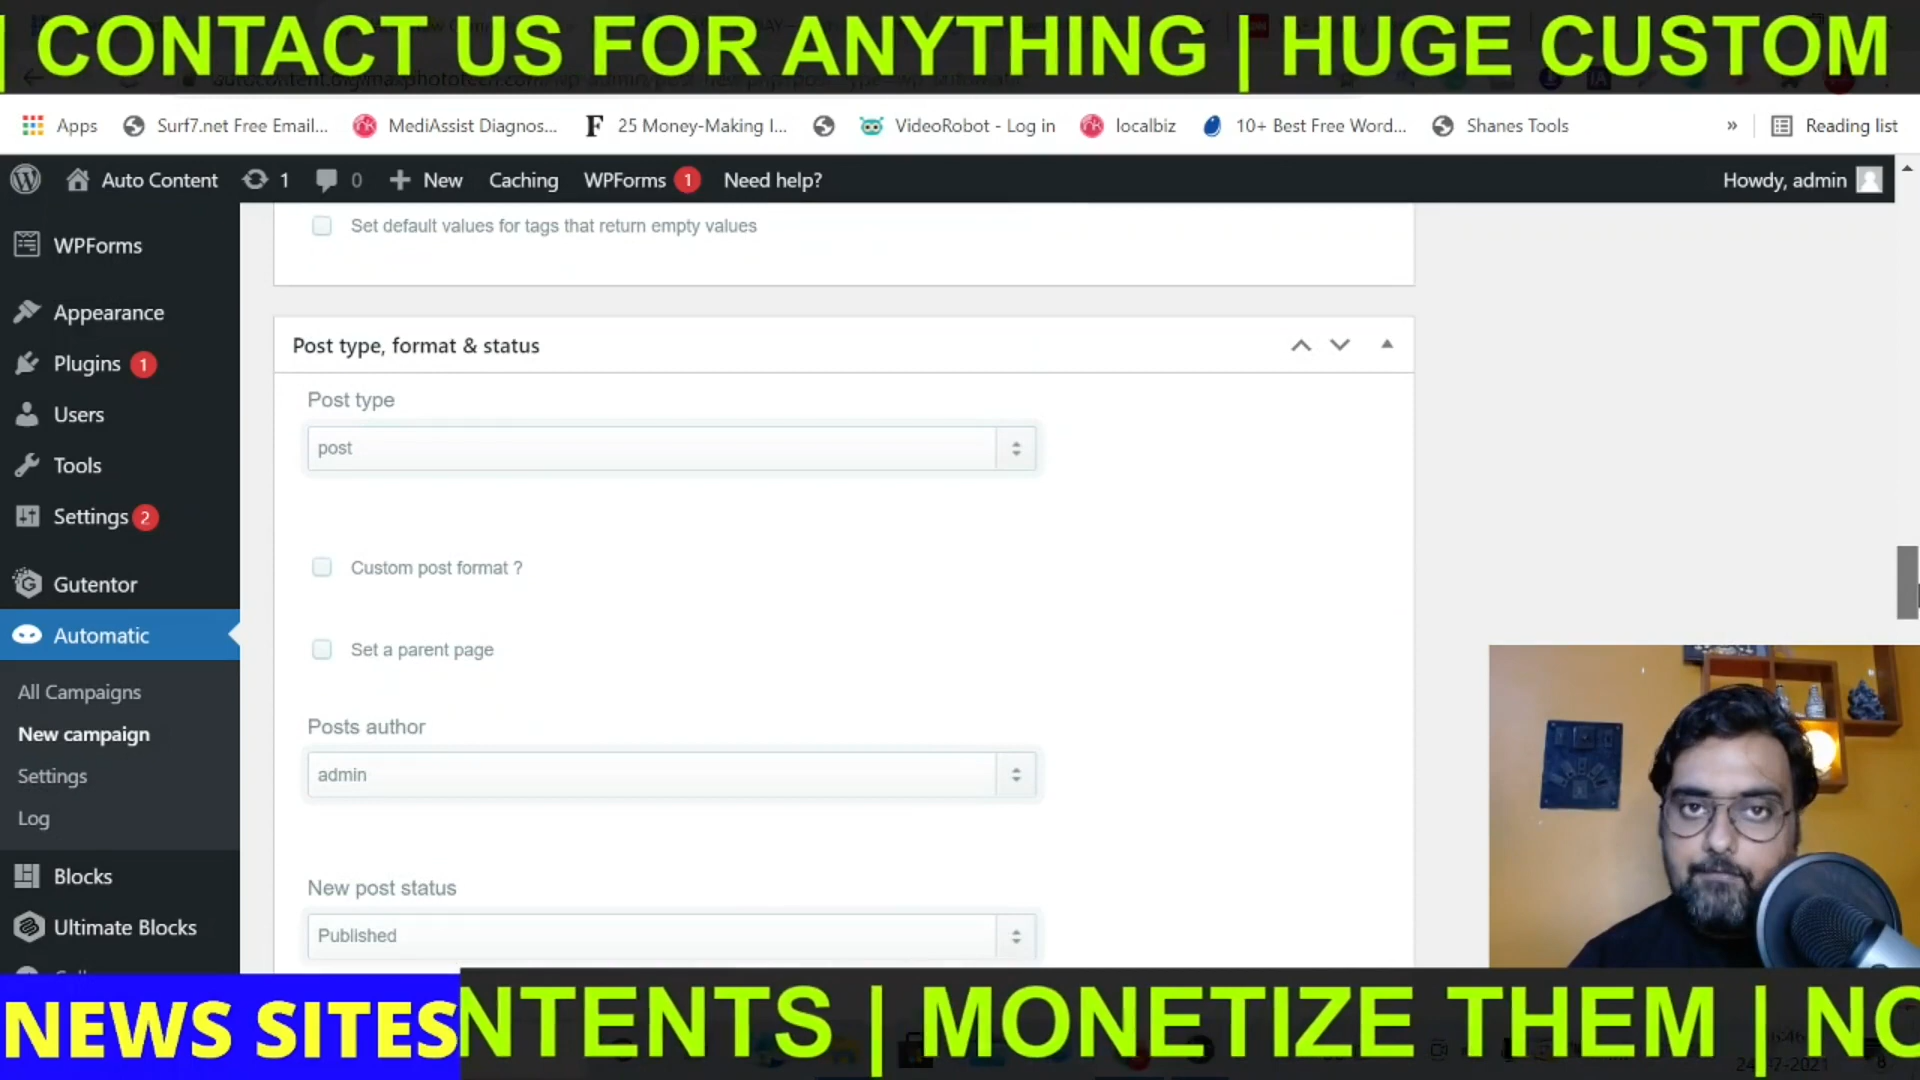 | CONTACT US FOR ANYTHING | HUGE CUSTOM
Apps Surf7.net Free Email... MediAssist Diagnos... 25 Money-Making I... VideoRobot - Log in localbiz 10+ Best Free Word... Shanes Tools » Reading list
Auto Content 1 0 New Caching WPForms 1 Need help? Howdy, admin
Set default values for tags that return empty values
WPForms
Appearance
Plugins 1
Users
Tools
Settings 2
Gutentor
Automatic
All Campaigns
New campaign
Settings
Log
Blocks
Ultimate Blocks
Post type, format & status
Post type
post
Custom post format ?
Set a parent page
Posts author
admin
New post status
Published
NEWS SITES
NTENTS | MONETIZE THEM | NO